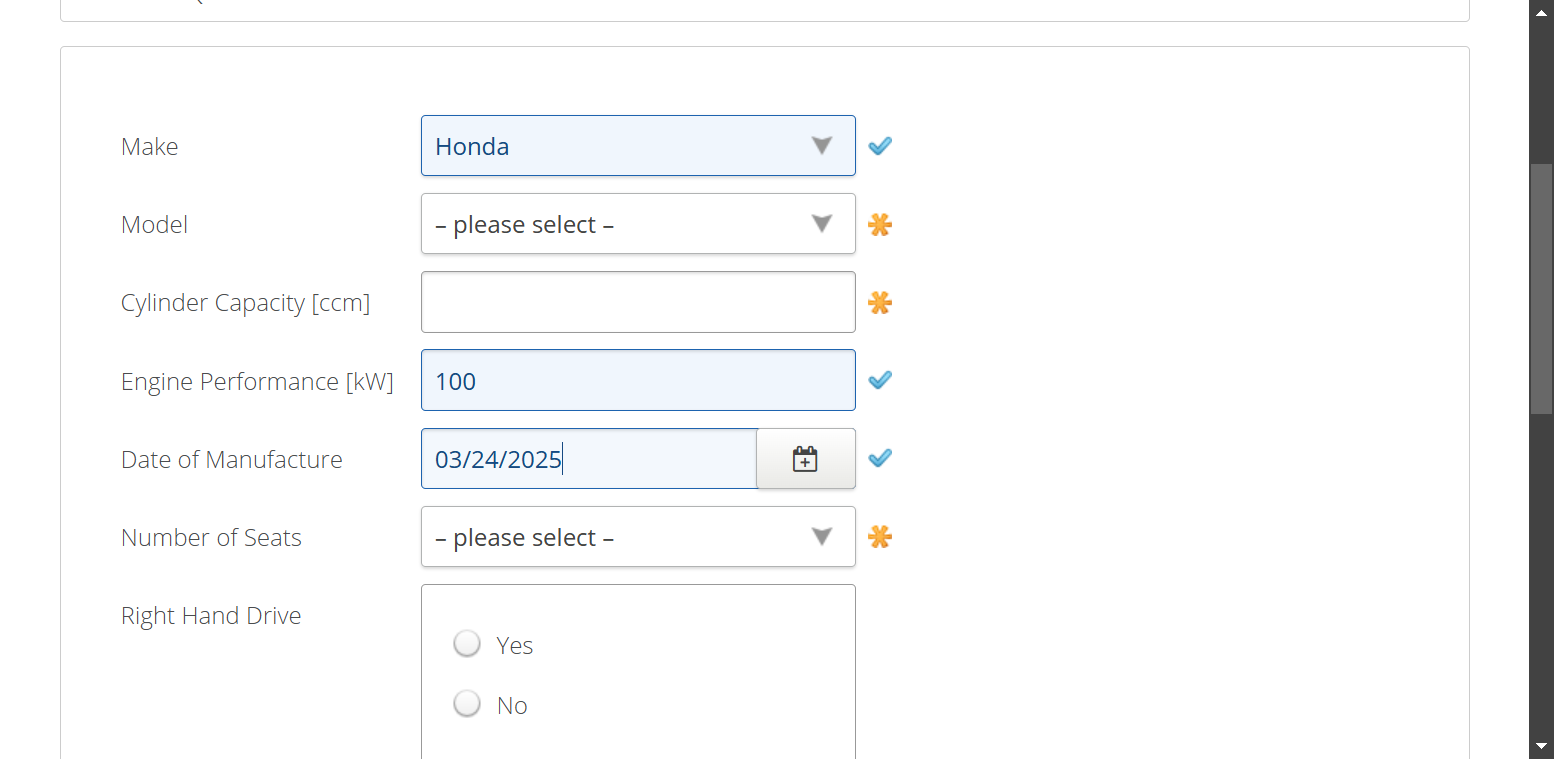 Make Honda
Model – please select –
Cylinder Capacity [ccm]
Engine Performance [kW] 100
Date of Manufacture 03/24/2025
Number of Seats – please select –
Right Hand Drive
Yes
No